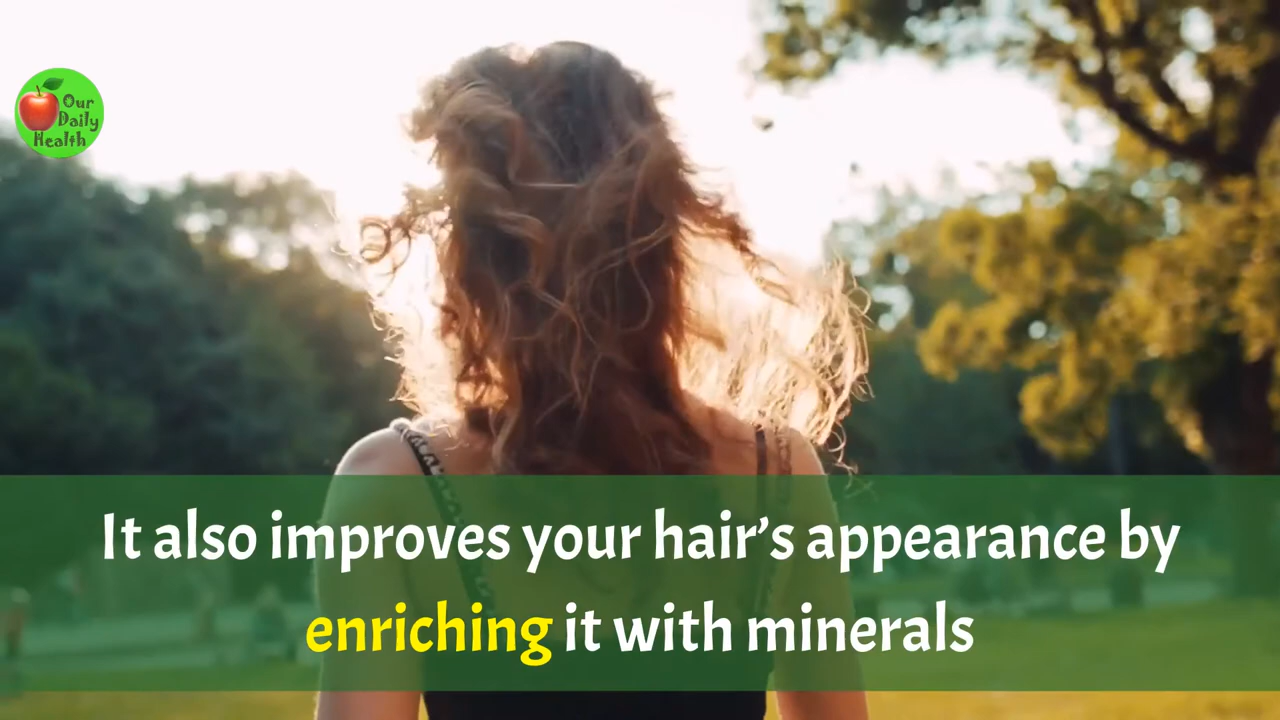 Our
Daily
Health
It also improves your hair’s appearance by
enriching it with minerals